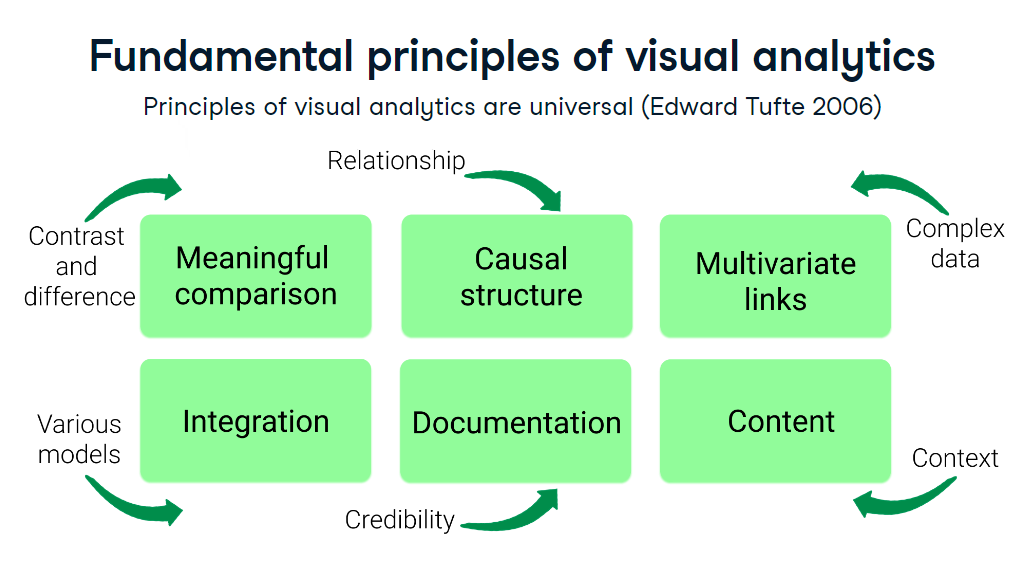 Fundamental principles of visual analytics
Principles of visual analytics are universal (Edward Tufte 2006)
Relationship
Contrast
and
difference
Complex
data
Meaningful
comparison
Causal
structure
Multivariate
links
Various
models
Integration
Documentation
Content
Context
Credibility